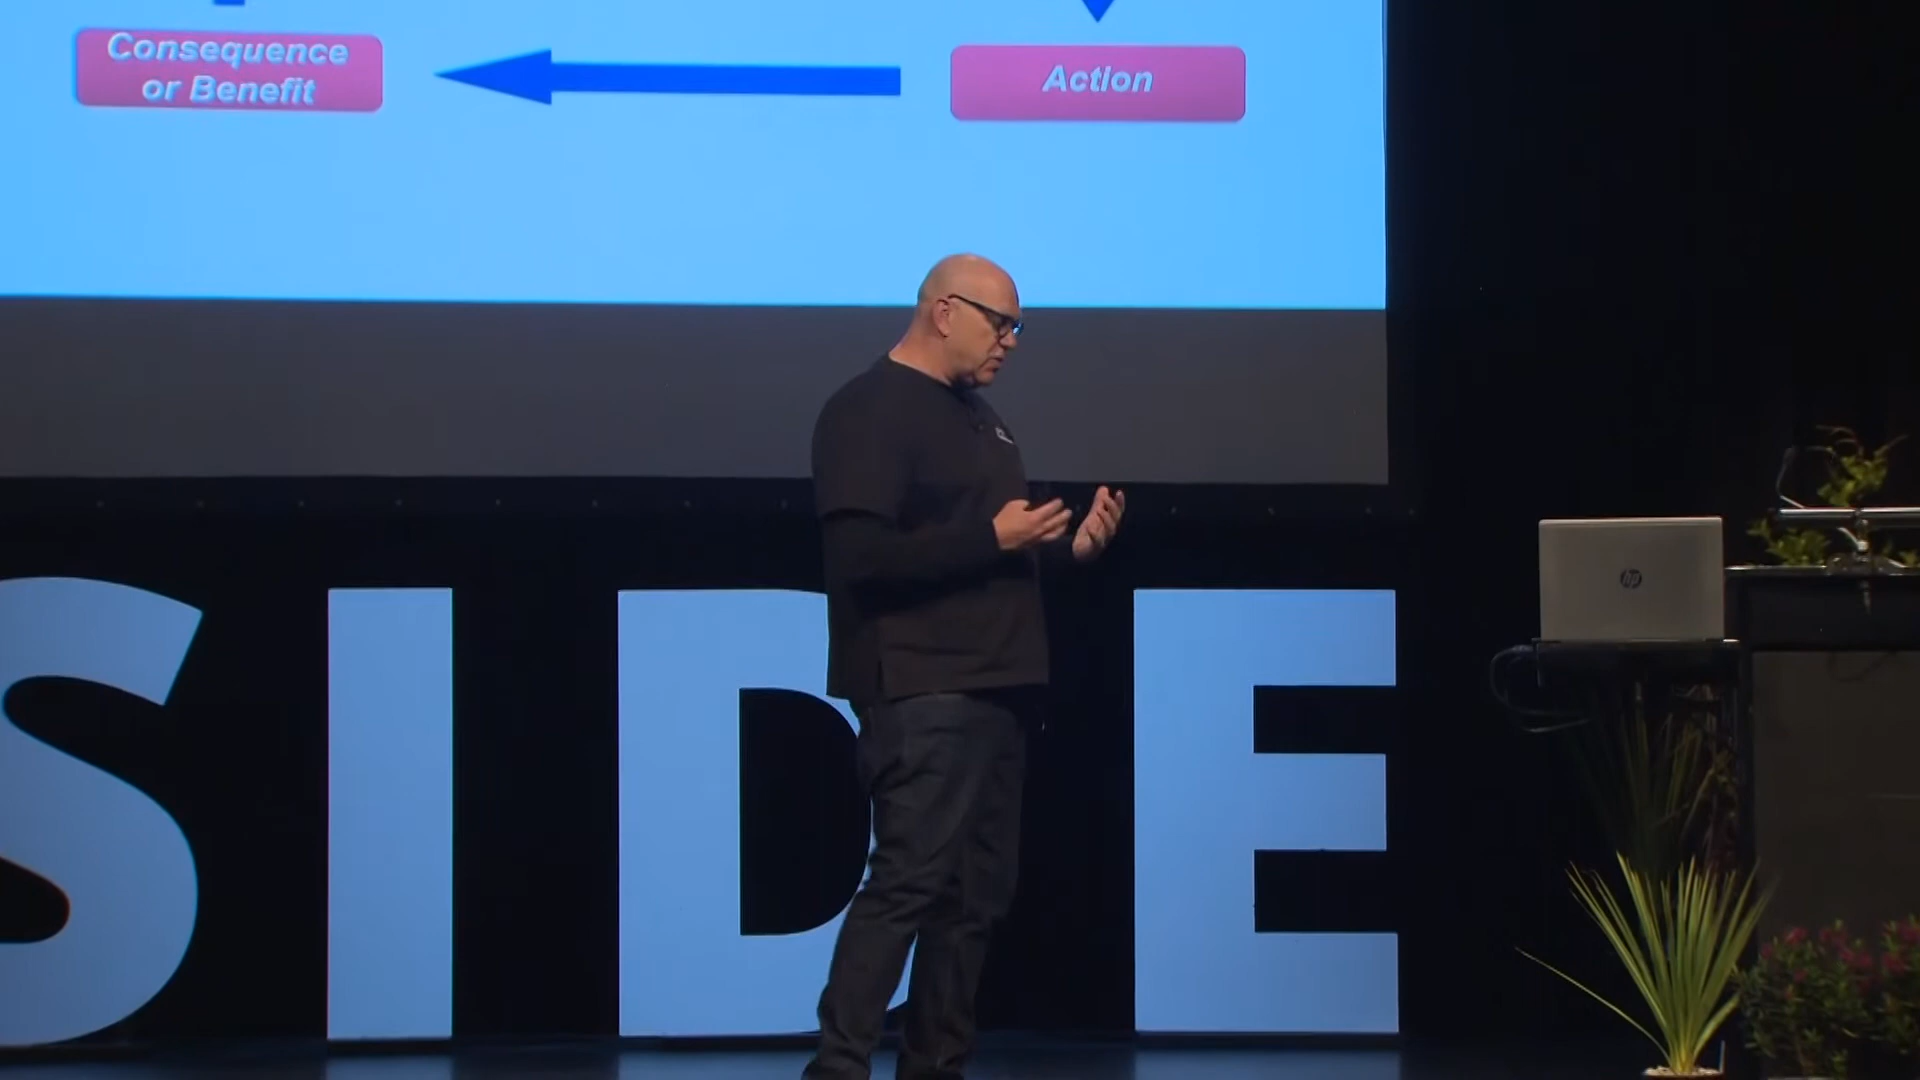 Consequence
or Benefit
Action
SIDE
hp